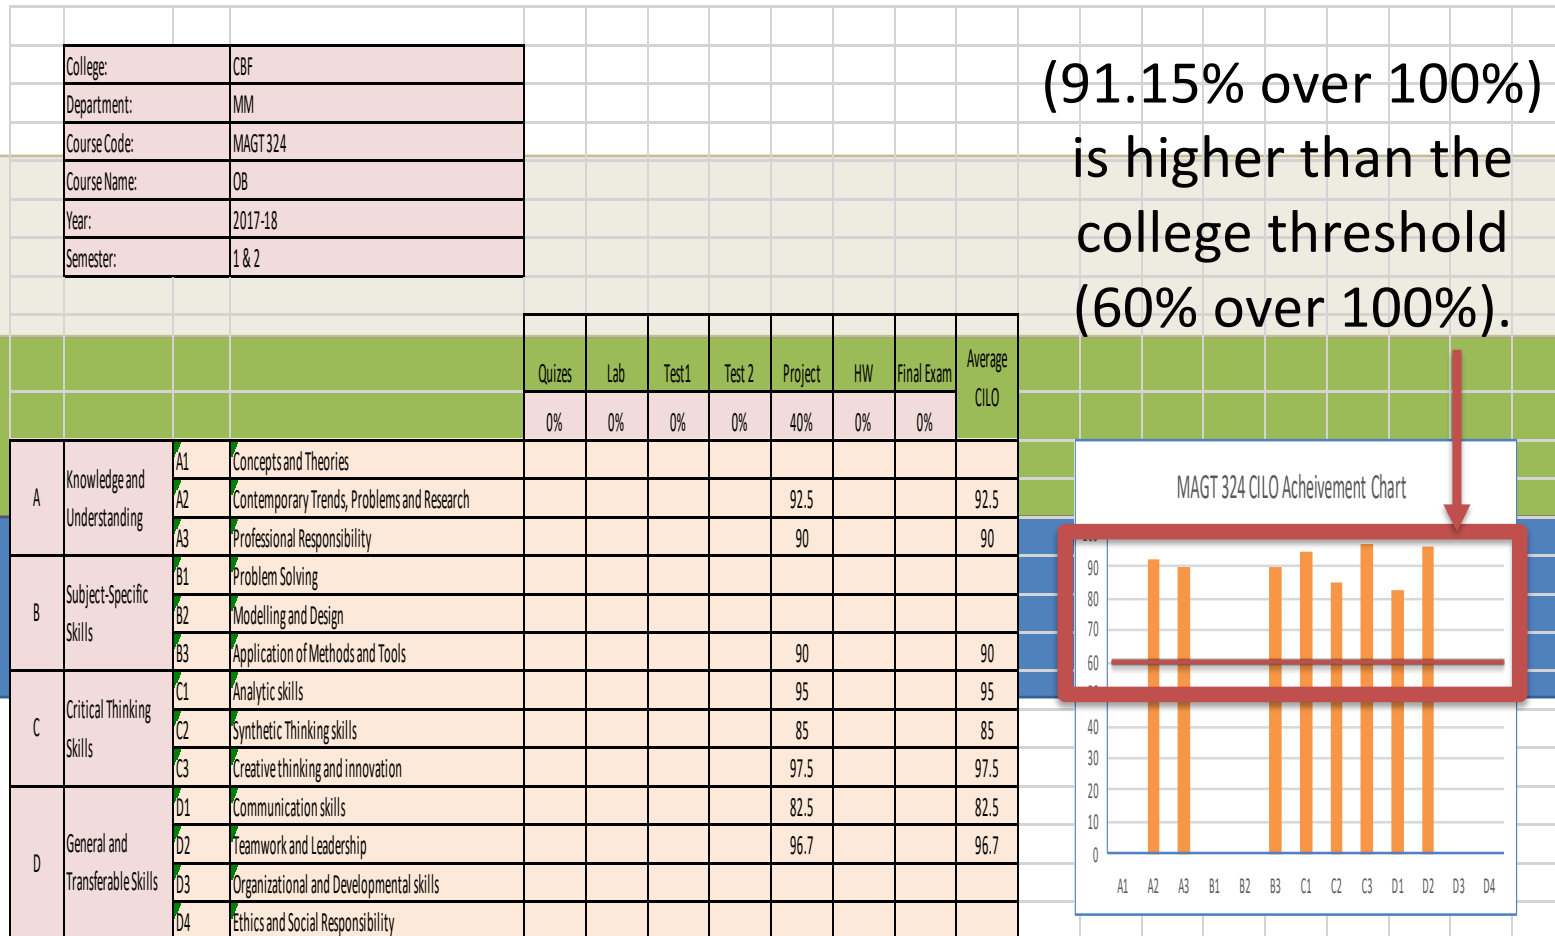 College: CBF
Department: MM
Course Code: MAGT 324
Course Name: OB
Year: 2017-18
Semester: 1 & 2
(91.15% over 100%)
is higher than the
college threshold
(60% over 100%).
Quizes Lab Test1 Test 2 Project HW Final Exam Average CILO
0% 0% 0% 0% 40% 0% 0%
A Knowledge and Understanding
A1 Concepts and Theories
A2 Contemporary Trends, Problems and Research 92.5 92.5
A3 Professional Responsibility 90 90
B Subject-Specific Skills
B1 Problem Solving
B2 Modelling and Design
B3 Application of Methods and Tools 90 90
C Critical Thinking Skills
C1 Analytic skills 95 95
C2 Synthetic Thinking skills 85 85
C3 Creative thinking and innovation 97.5 97.5
D General and Transferable Skills
D1 Communication skills 82.5 82.5
D2 Teamwork and Leadership 96.7 96.7
D3 Organizational and Developmental skills
D4 Ethics and Social Responsibility
MAGT 324 CILO Acheivement Chart
90
80
70
60
40
30
20
10
0
A1 A2 A3 B1 B2 B3 C1 C2 C3 D1 D2 D3 D4